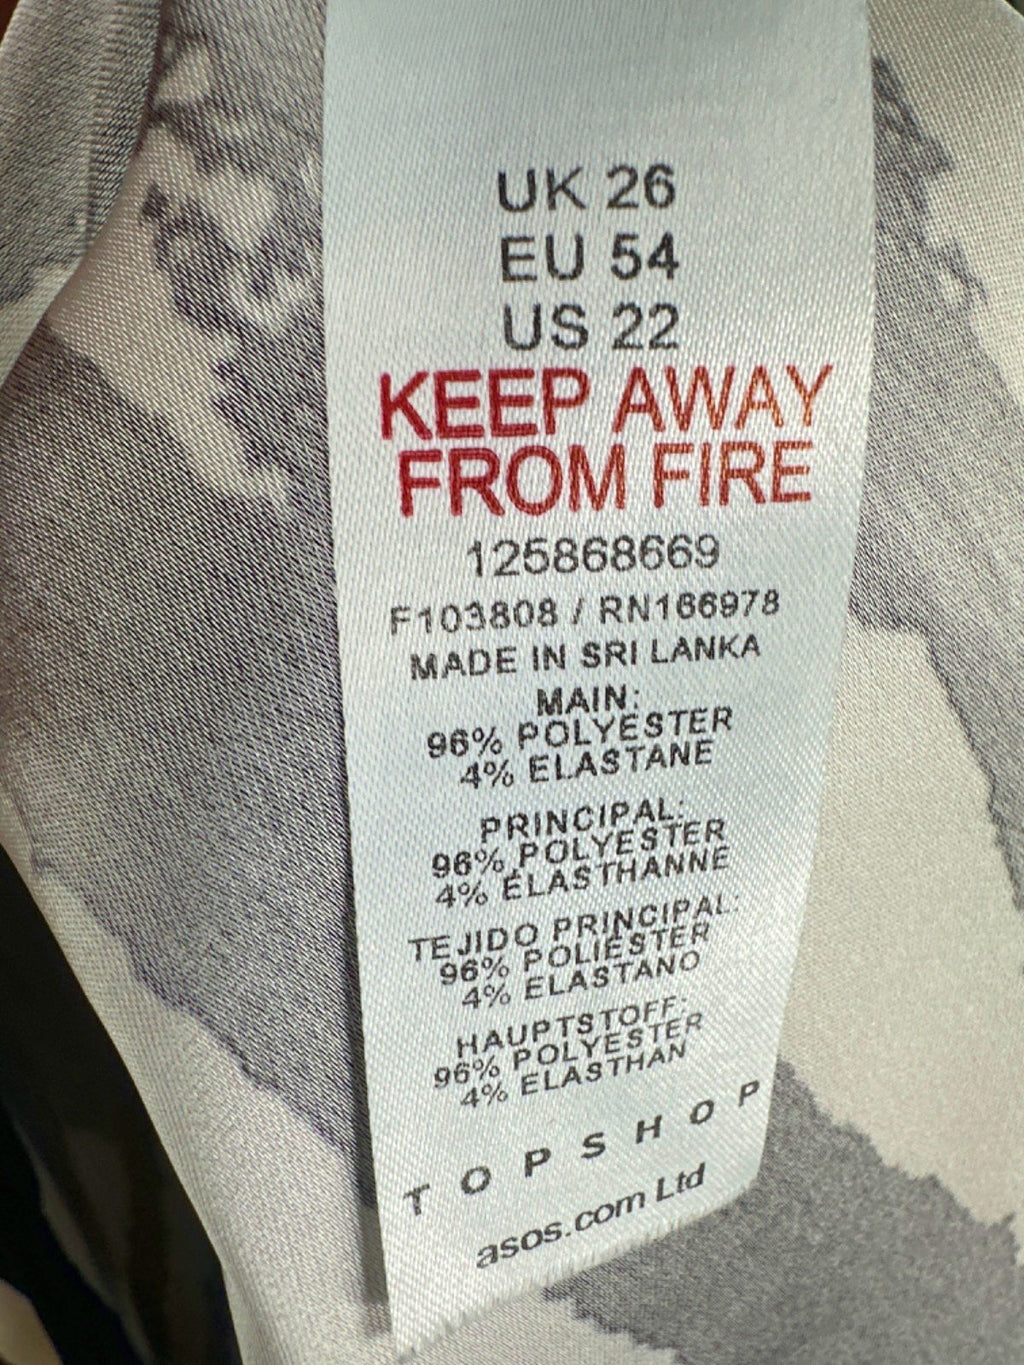 UK 26
EU 54
US 22
KEEP AWAY
FROM FIRE
125868669
F103808 / RN166978
MADE IN SRI LANKA
MAIN:
96% POLYESTER
4% ELASTANE
PRINCIPAL:
96% POLYESTER
4% ÉLASTHANNE
TEJIDO PRINCIPAL:
96% POLIÉSTER
4% ELASTANO
HAUPTSTOFF:
96% POLYESTER
4% ELASTHAN
TOPSHOP
asos.com Ltd